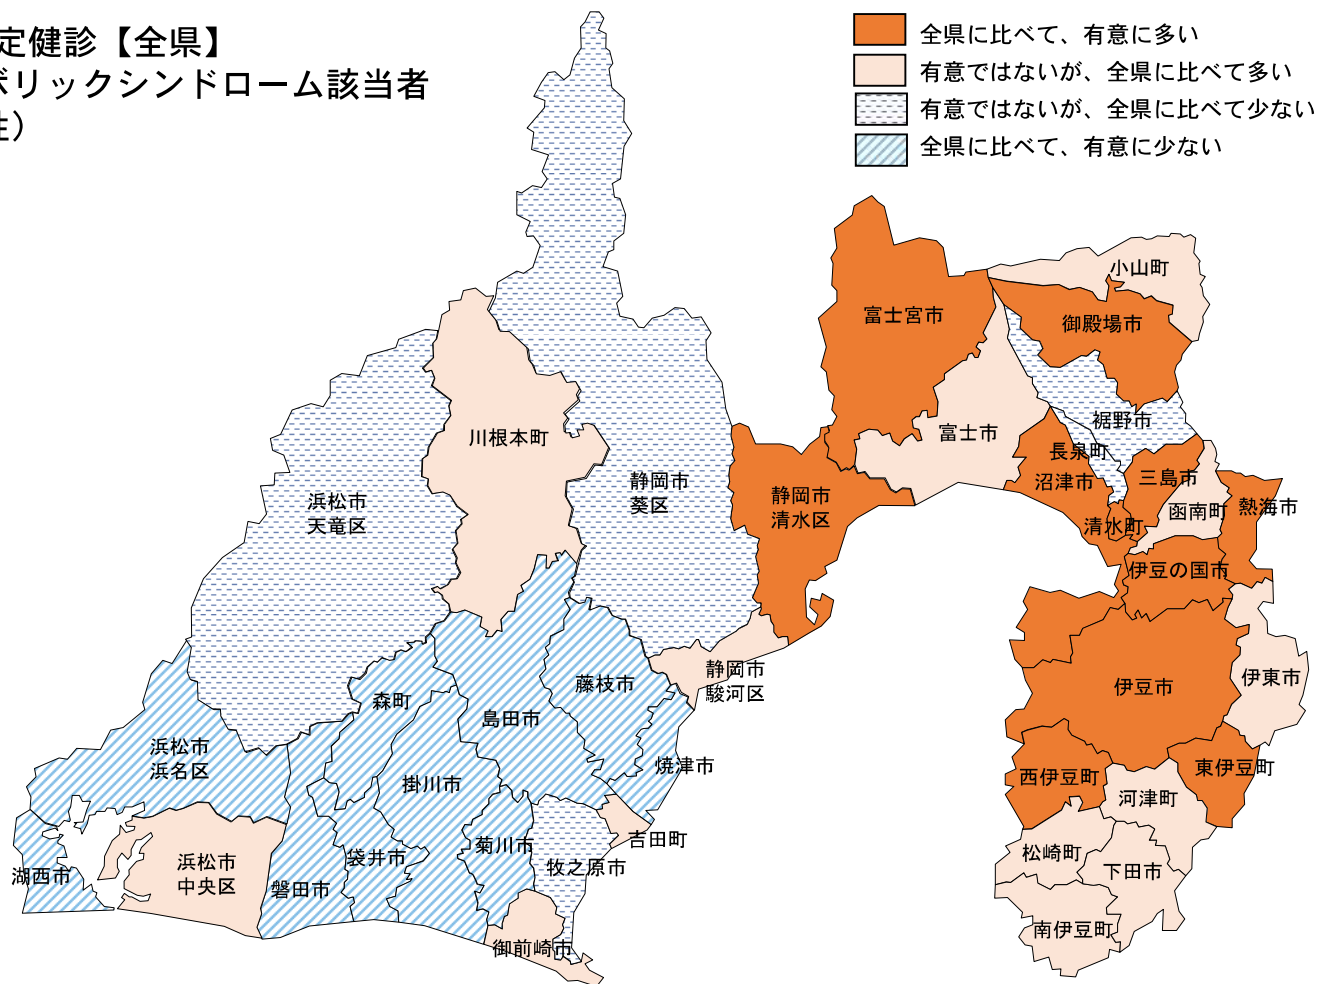 定健診【全県】
ボリックシンドローム該当者
性）
全県に比べて、有意に多い
有意ではないが、全県に比べて多い
有意ではないが、全県に比べて少ない
全県に比べて、有意に少ない
小山町
富士宮市
御殿場市
裾野市
富士市
川根本町
長泉町
沼津市
三島市
静岡市
葵区
静岡市
清水区
浜松市
天竜区
函南町
熱海市
清水町
伊豆の国市
静岡市
駿河区
藤枝市
伊東市
伊豆市
森町
島田市
浜松市
浜名区
焼津市
東伊豆町
西伊豆町
掛川市
河津町
吉田町
菊川市
松崎町
袋井市
浜松市
中央区
牧之原市
下田市
湖西市
磐田市
南伊豆町
御前崎市